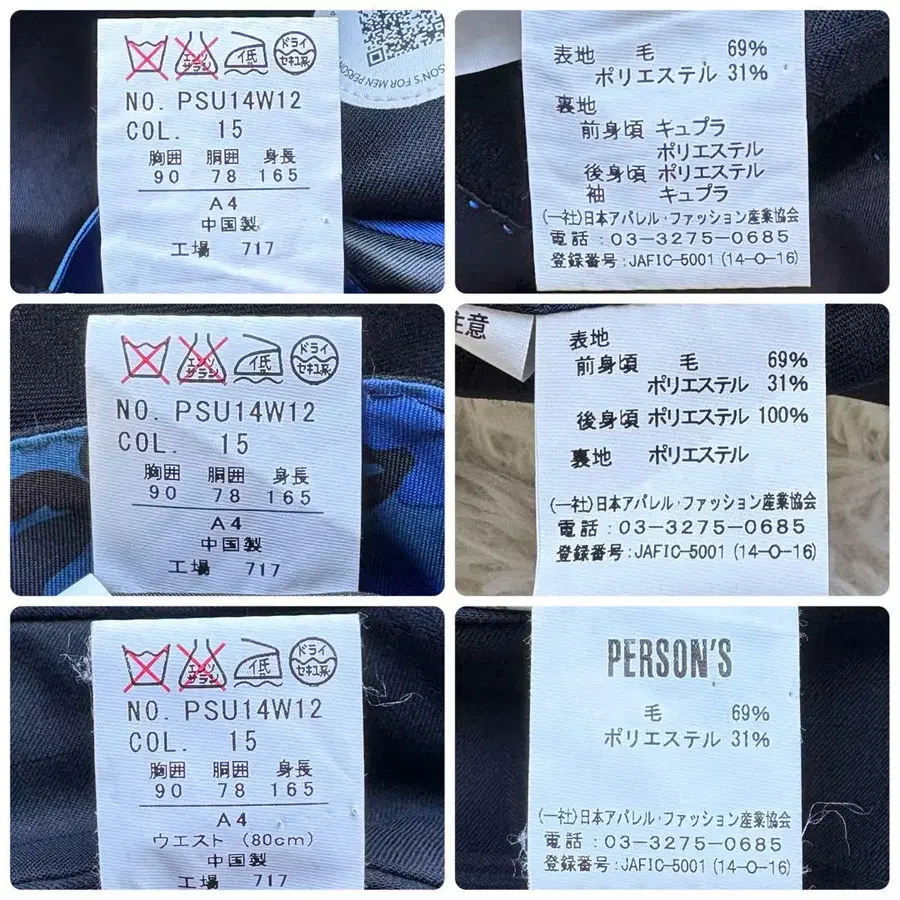 エンソ
サラシ
低
ドライ
セキユ系
NO. PSU14W12
COL. 15
胸囲 胴囲 身長
90 78 165
A4
中国製
工場 717
SON'S FOR MEN PERSON
表地 毛 69%
ポリエステル 31%
裏地
前身頃 キュプラ
ポリエステル
後身頃 ポリエステル
袖 キュプラ
(一社)日本アパレル・ファッション産業協会
電話:03-3275-0685
登録番号:JAFIC-5001 (14-O-16)
エンソ
サラシ
低
ドライ
セキユ系
NO. PSU14W12
COL. 15
胸囲 胴囲 身長
90 78 165
A4
中国製
工場 717
注意
表地
前身頃 毛 69%
ポリエステル 31%
後身頃 ポリエステル 100%
裏地 ポリエステル
(一社)日本アパレル・ファッション産業協会
電話:03-3275-0685
登録番号:JAFIC-5001 (14-O-16)
エンソ
サラシ
低
ドライ
セキユ系
NO. PSU14W12
COL. 15
胸囲 胴囲 身長
90 78 165
A4
ウエスト (80cm)
中国製
工場 717
PERSON'S
毛 69%
ポリエステル 31%
(一社)日本アパレル・ファッション産業協会
電話:03-3275-0685
登録番号:JAFIC-5001 (14-O-16)